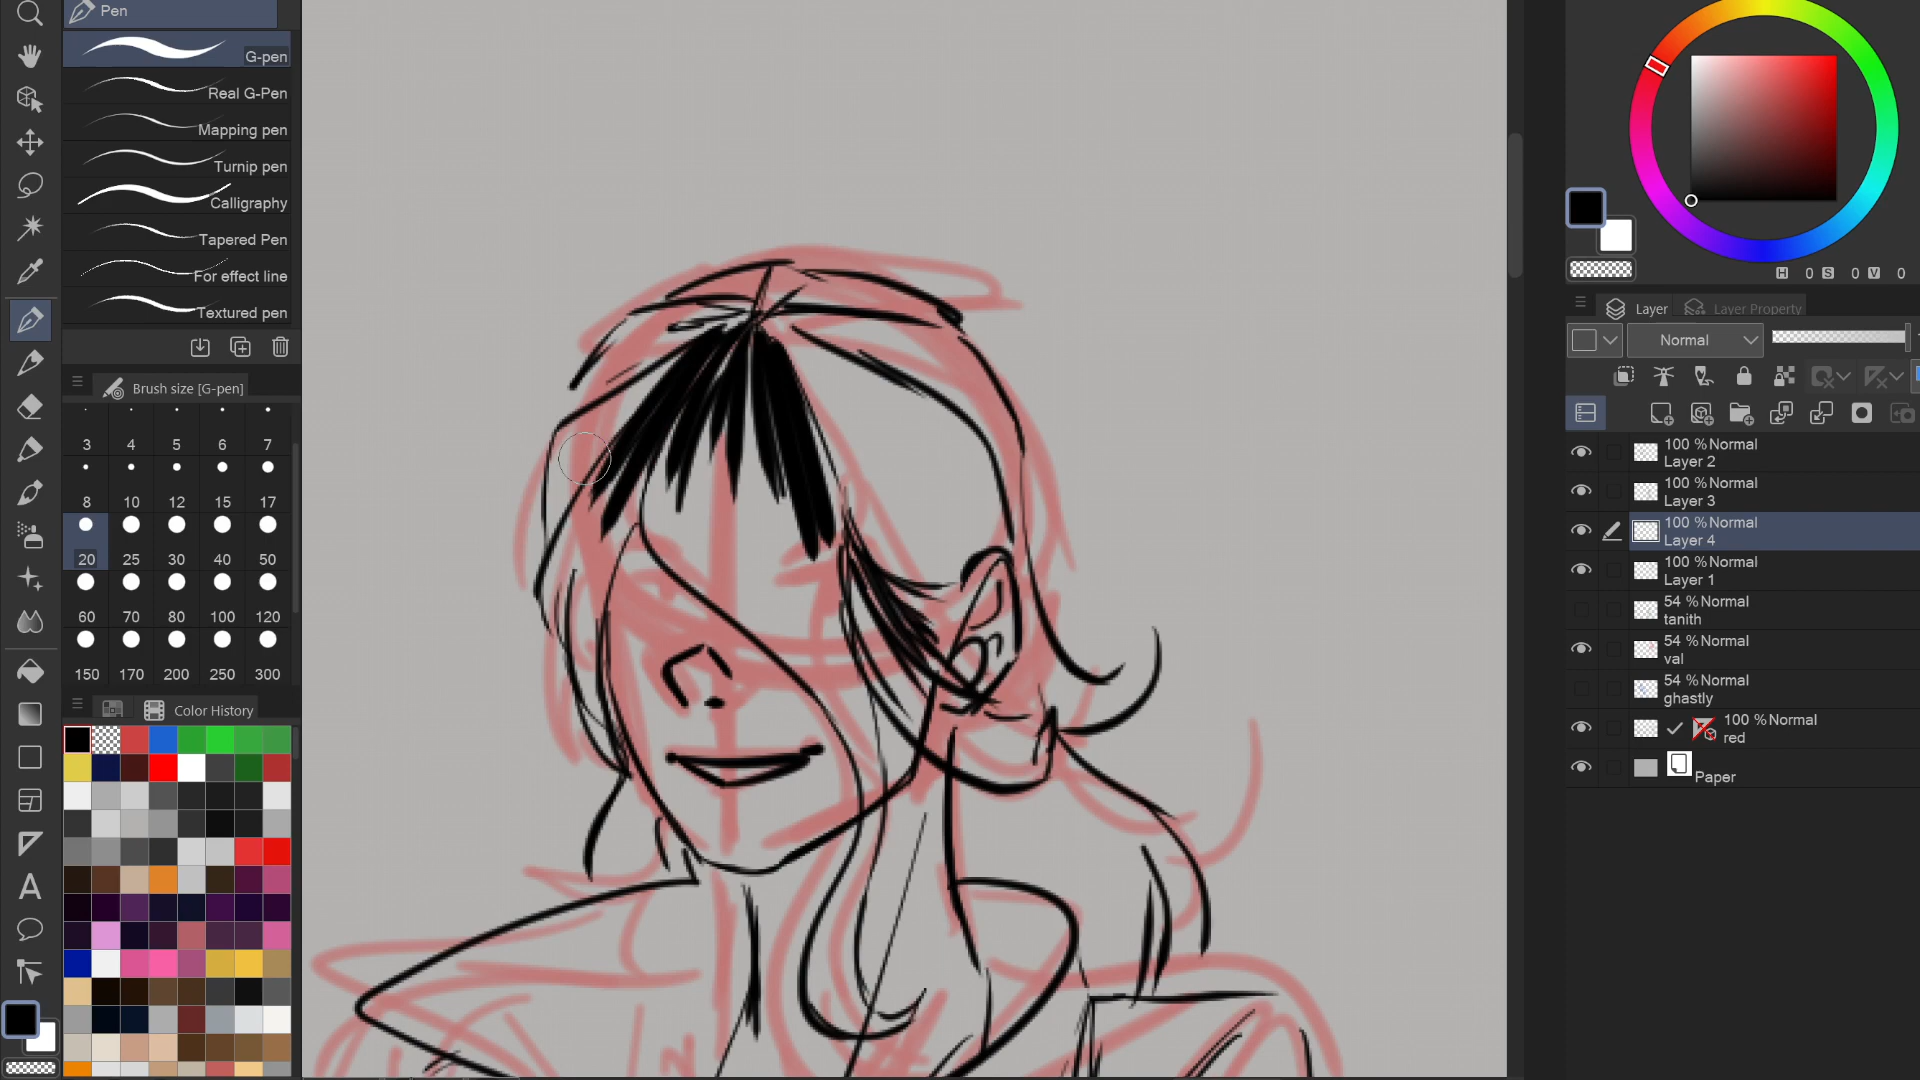 Pen
G-pen
Real G-Pen
Mapping pen
Turnip pen
Calligraphy
Tapered Pen
For effect line
Textured pen
Brush size [G-pen]
3 4 5 6 7
8 10 12 15 17
20 25 30 40 50
60 70 80 100 120
150 170 200 250 300
Color History
H 0 S 0 V 0
Layer Layer Property
Normal
100 % Normal
Layer 2
100 % Normal
Layer 3
100 % Normal
Layer 4
100 % Normal
Layer 1
54 % Normal
tanith
54 % Normal
val
54 % Normal
ghastly
100 % Normal
red
Paper